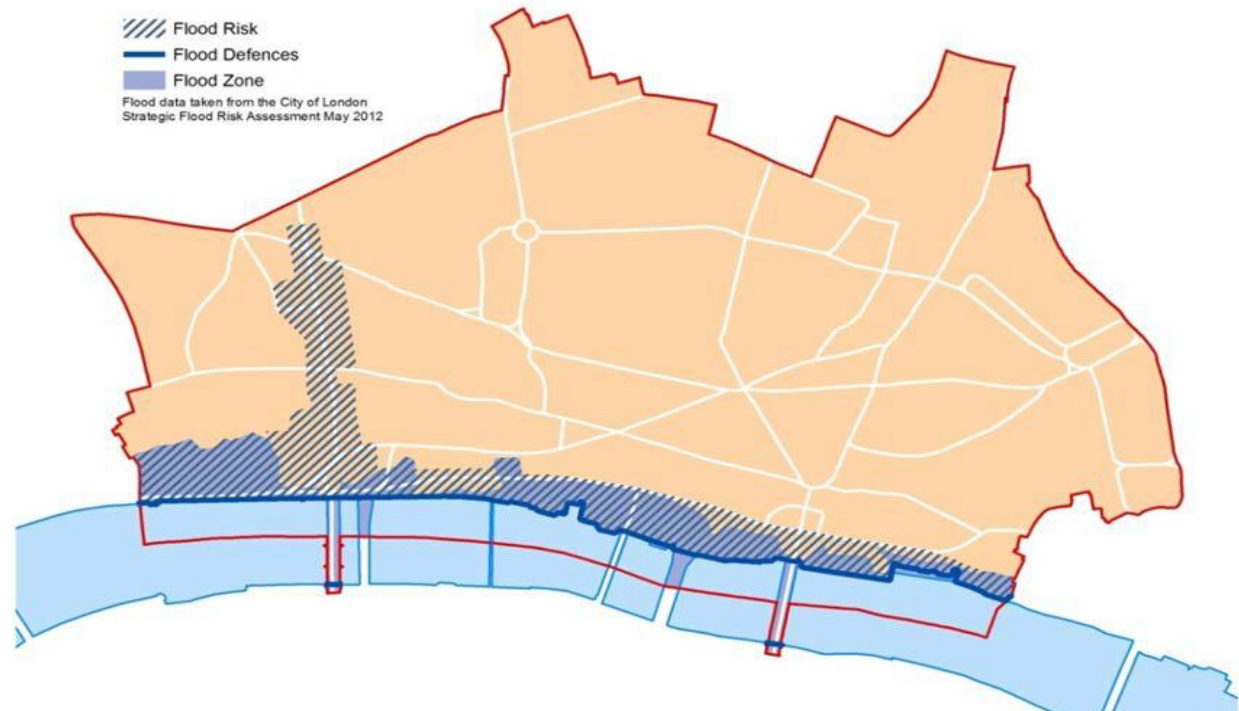 Flood Risk
Flood Defences
Flood Zone
Flood data taken from the City of London
Strategic Flood Risk Assessment May 2012